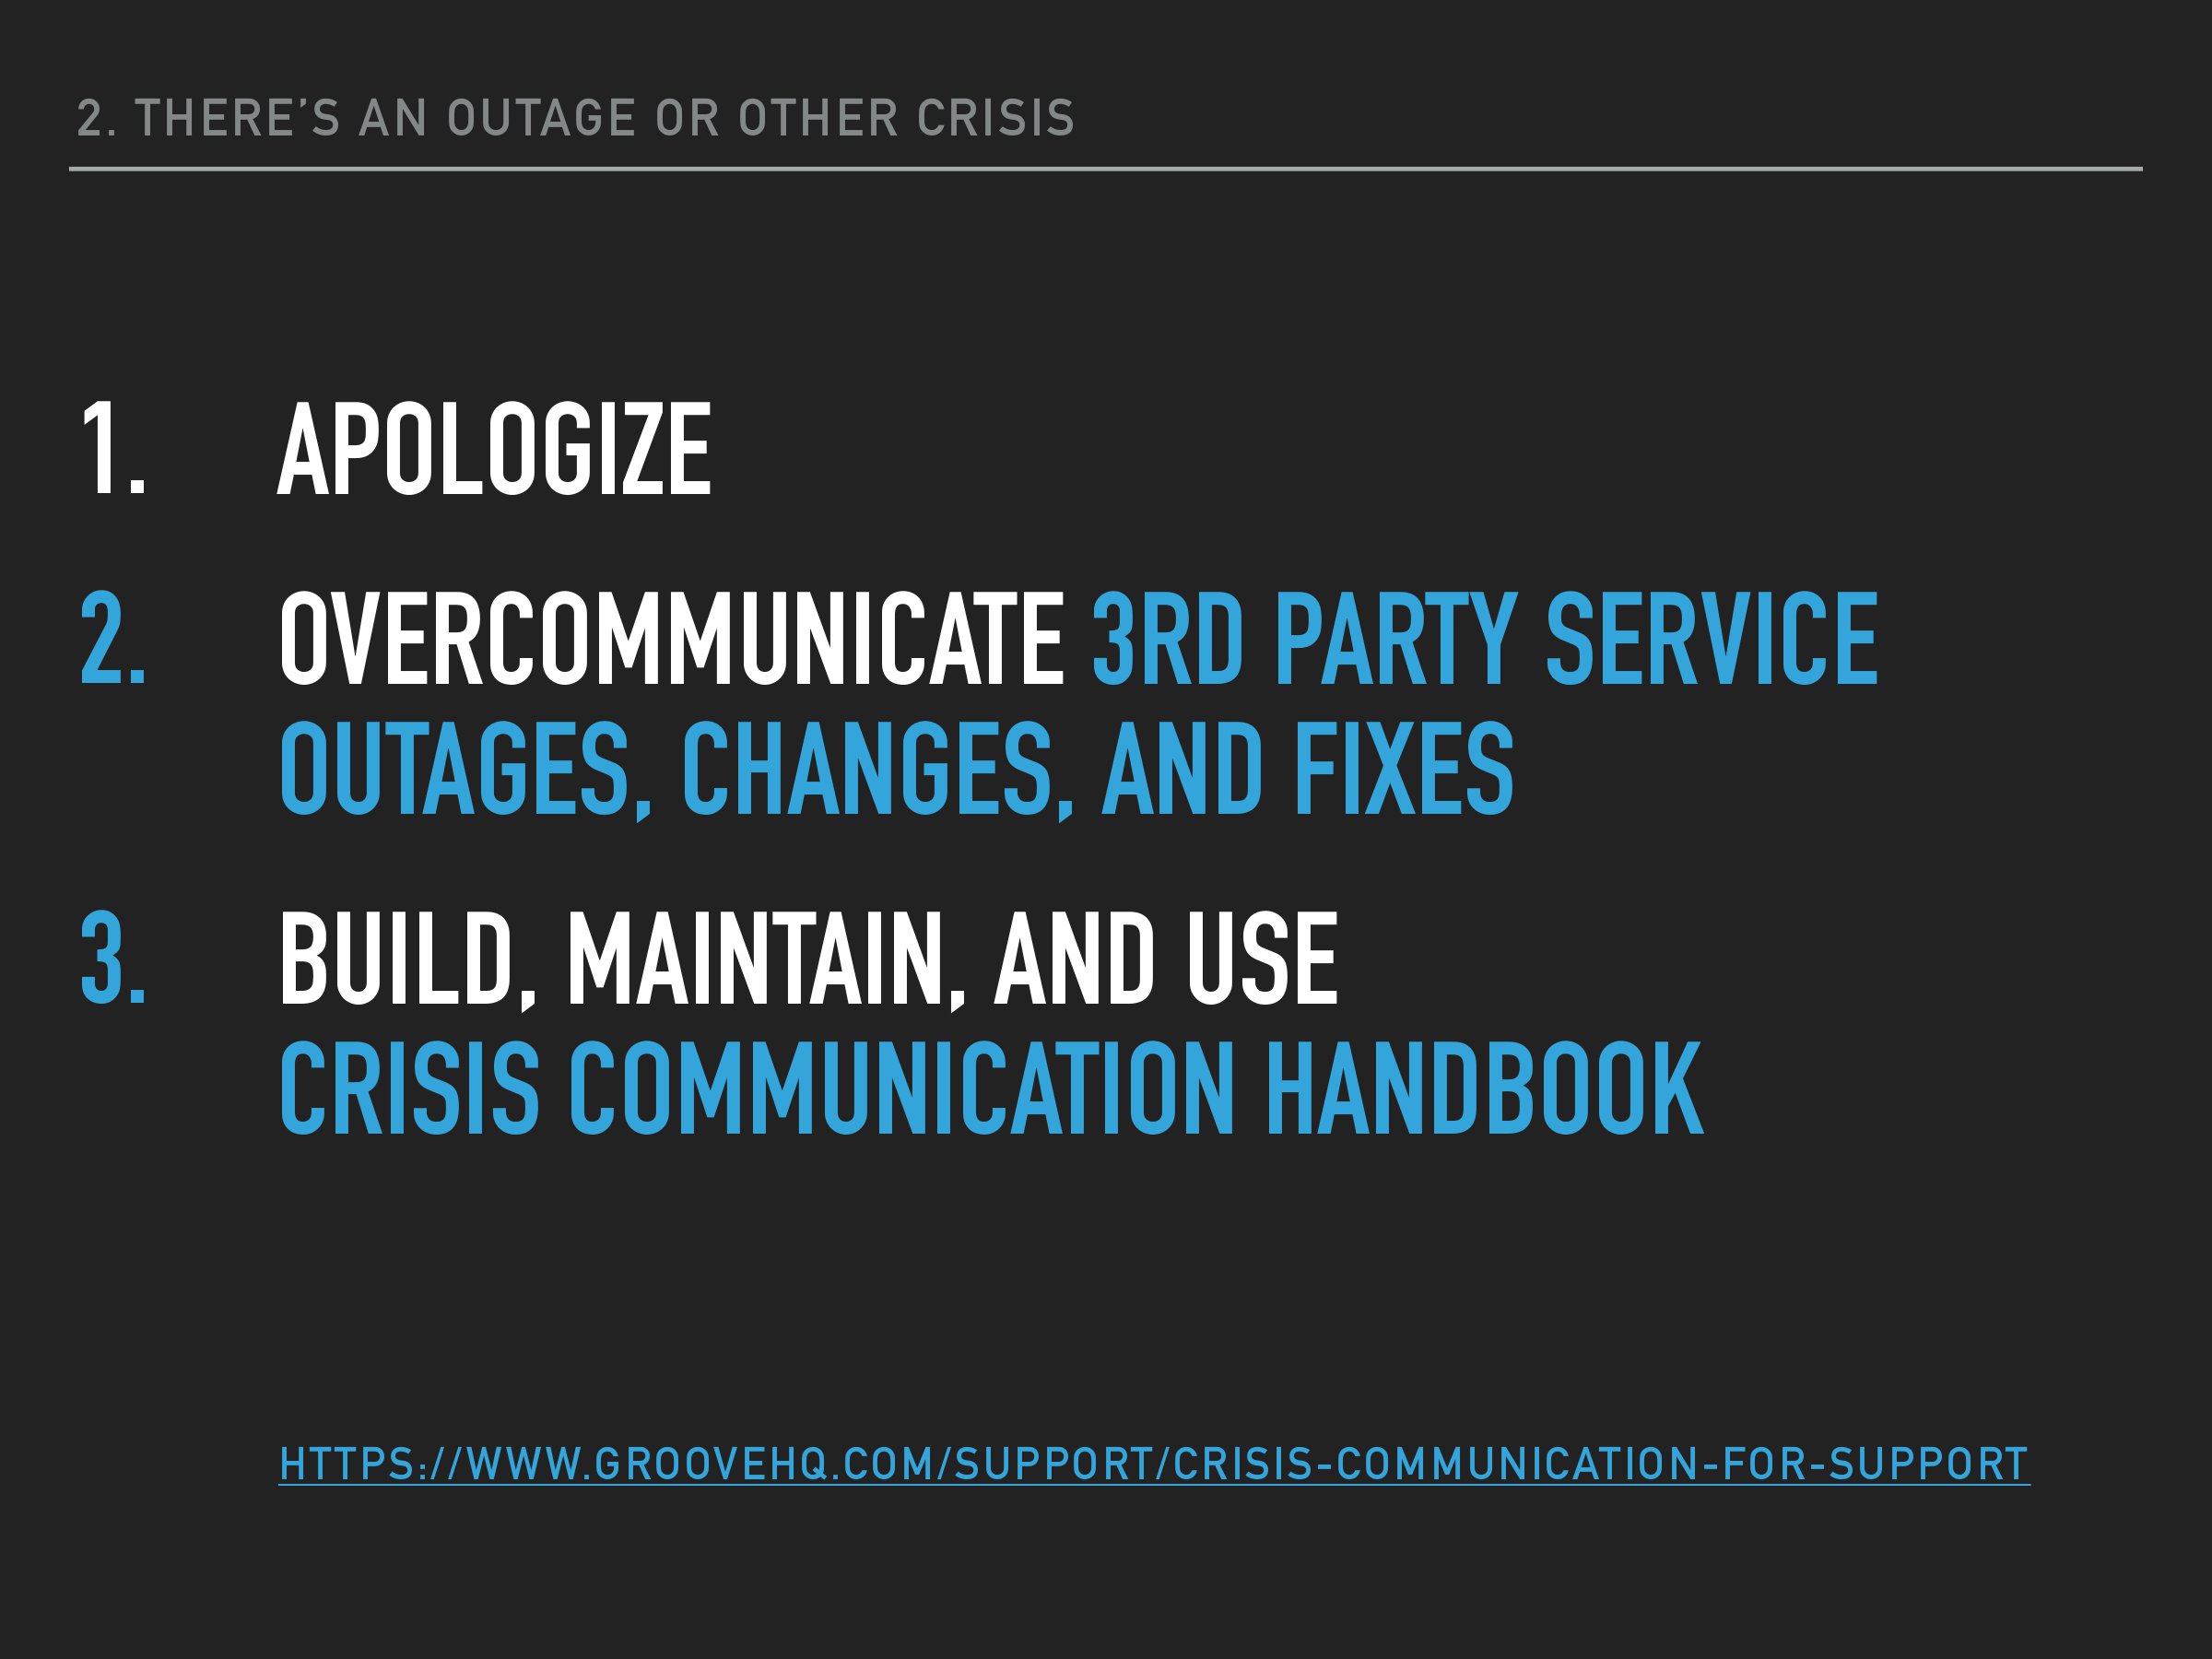 2. THERE'S AN OUTAGE OR OTHER CRISIS
1. APOLOGIZE
2. OVERCOMMUNICATE 3RD PARTY SERVICE
OUTAGES, CHANGES, AND FIXES
3. BUILD, MAINTAIN, AND USE
CRISIS COMMUNICATION HANDBOOK
HTTPS://WWW.GROOVEHQ.COM/SUPPORT/CRISIS-COMMUNICATION-FOR-SUPPORT